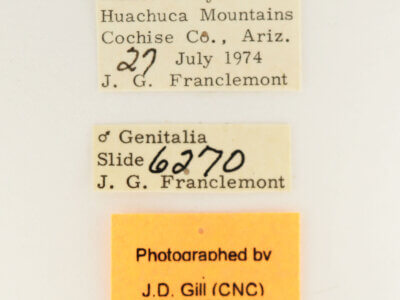 Huachuca Mountains
Cochise Co., Ariz.
27 July 1974
J. G. Franclemont
♂ Genitalia
Slide 6270
J. G. Franclemont
Photographed by
J.D. Gill (CNC)